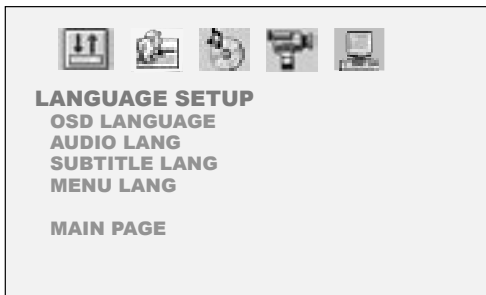 LANGUAGE SETUP
OSD LANGUAGE
AUDIO LANG
SUBTITLE LANG
MENU LANG
MAIN PAGE